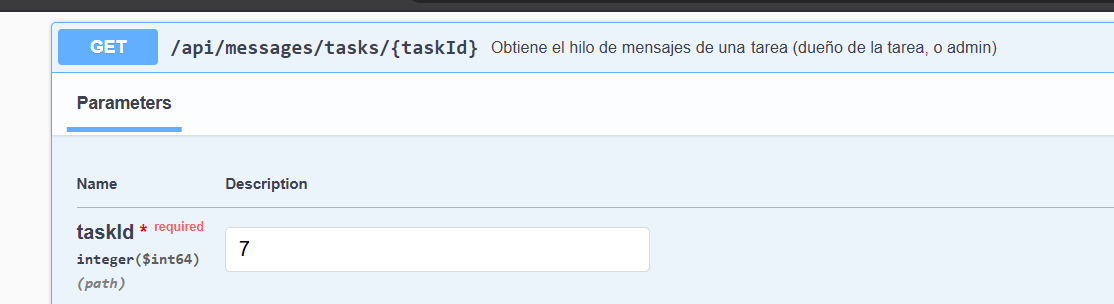 GET /api/messages/tasks/{taskId} Obtiene el hilo de mensajes de una tarea (dueño de la tarea, o admin)
Parameters
Name Description
taskId * required
7
integer($int64)
(path)